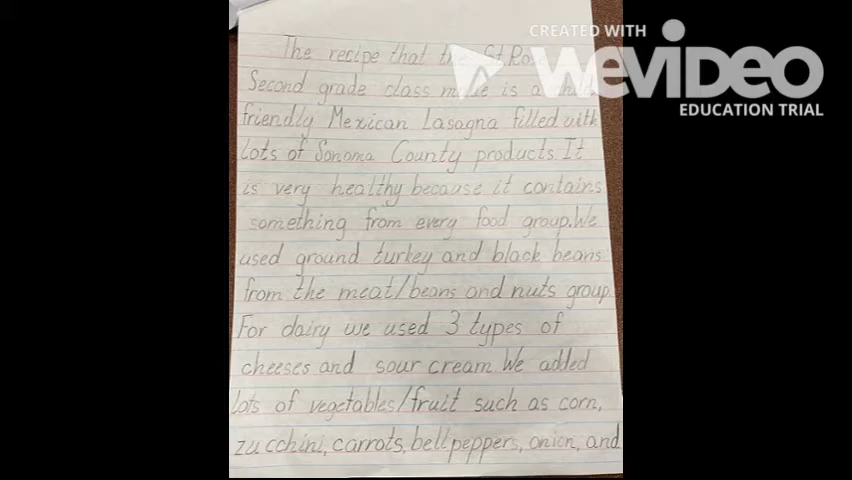 CREATED WITH
WEVIDEO
EDUCATION TRIAL
The recipe that the St. Rose
Second grade class made is a
friendly Mexican Lasagna filled with
lots of Sonoma County products. It
is very healthy because it contains
something from every food group. We
used ground turkey and black beans
from the meat/beans and nuts group.
For dairy we used 3 types of
cheeses and sour cream. We added
lots of vegetables/fruit such as corn,
zucchini, carrots, bell peppers, onion, and